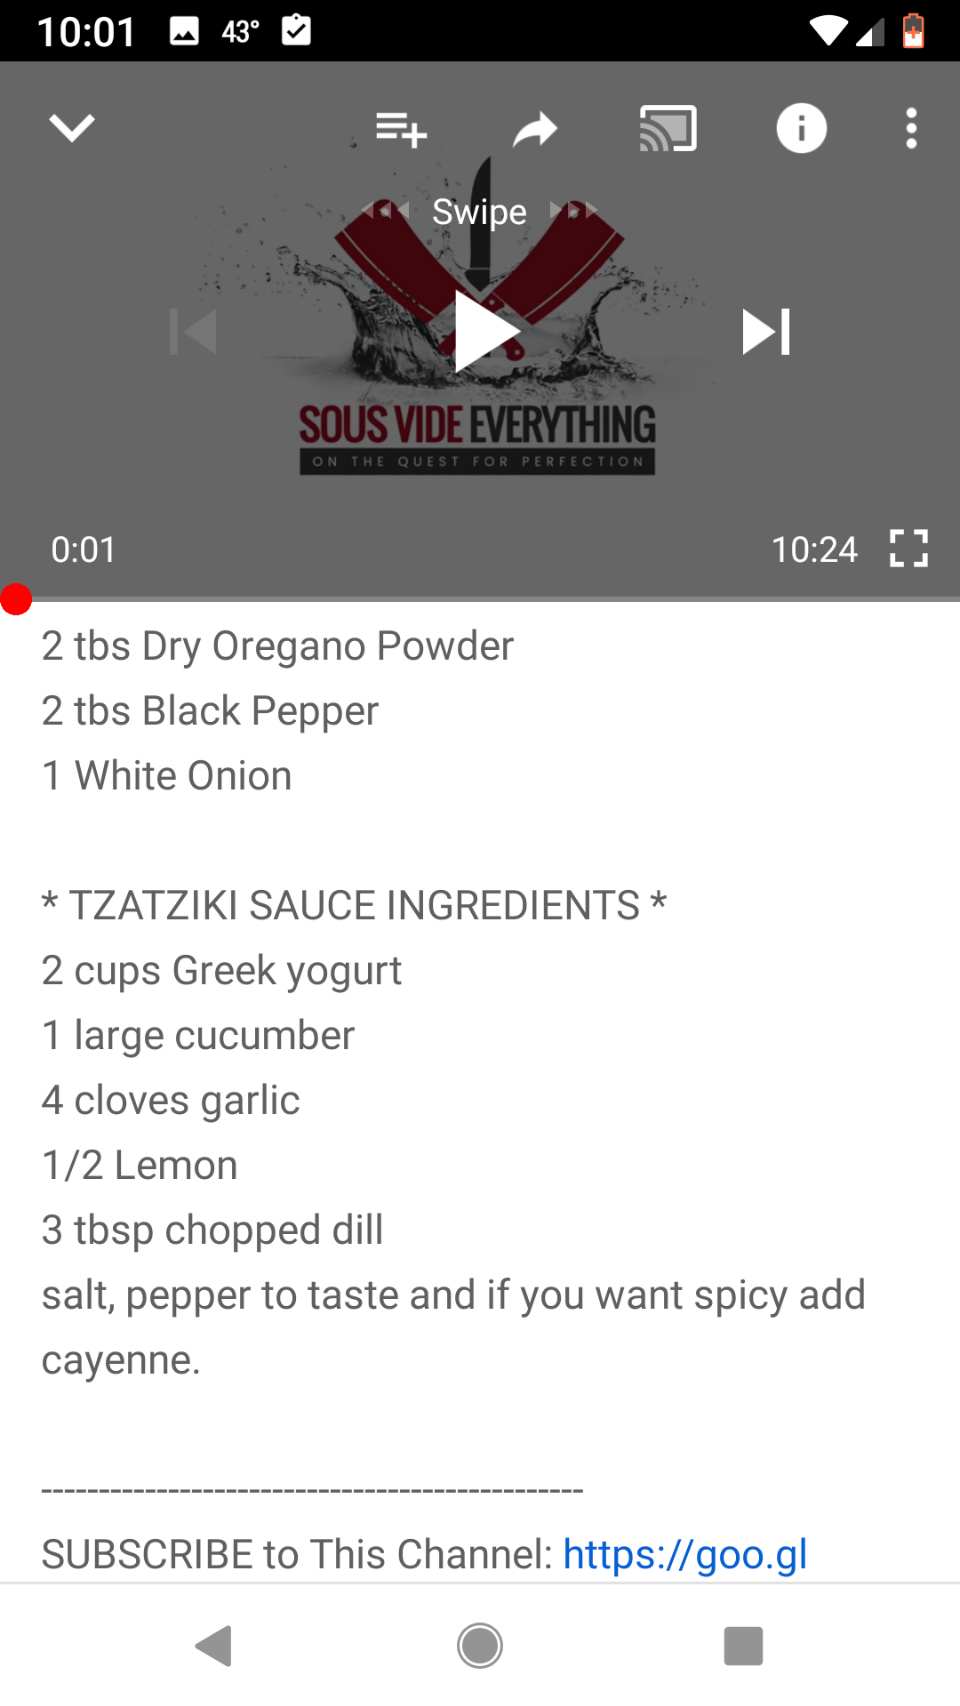 10:01
43°
Swipe
SOUS VIDE EVERYTHING
ON THE QUEST FOR PERFECTION
0:01
10:24
2 tbs Dry Oregano Powder
2 tbs Black Pepper
1 White Onion
* TZATZIKI SAUCE INGREDIENTS *
2 cups Greek yogurt
1 large cucumber
4 cloves garlic
1/2 Lemon
3 tbsp chopped dill
salt, pepper to taste and if you want spicy add
cayenne.
-----------------------------------------------
SUBSCRIBE to This Channel: https://goo.gl